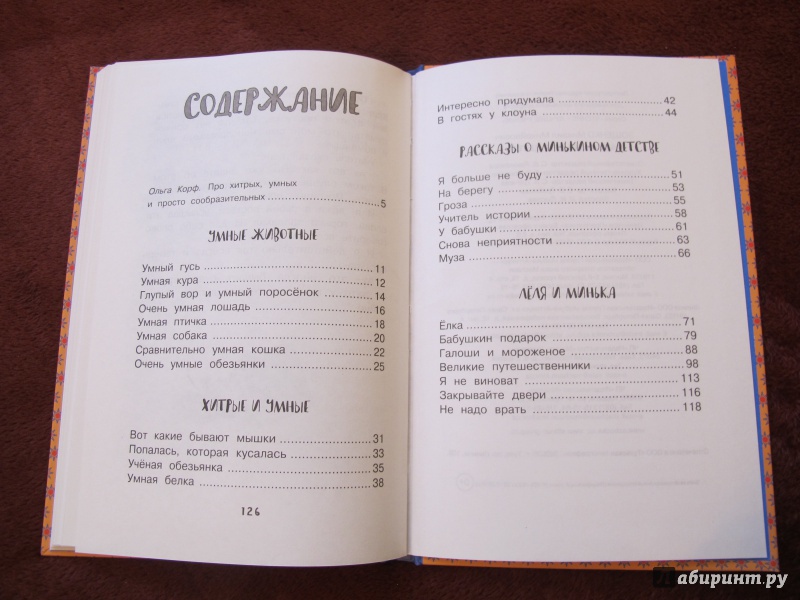 СОДЕРЖАНИЕ
Ольга Корф. Про хитрых, умных
и просто сообразительных ........ 5
УМНЫЕ ЖИВОТНЫЕ
Умный гусь ........ 11
Умная кура ........ 12
Глупый вор и умный поросёнок ........ 14
Очень умная лошадь ........ 16
Умная птичка ........ 18
Умная собака ........ 20
Сравнительно умная кошка ........ 22
Очень умные обезьянки ........ 25
ХИТРЫЕ И УМНЫЕ
Вот какие бывают мышки ........ 31
Попалась, которая кусалась ........ 33
Учёная обезьянка ........ 35
Умная белка ........ 38
126
Интересно придумала ........ 42
В гостях у клоуна ........ 44
РАССКАЗЫ О МИНЬКИНОМ ДЕТСТВЕ
Я больше не буду ........ 51
На берегу ........ 53
Гроза ........ 55
Учитель истории ........ 58
У бабушки ........ 61
Снова неприятности ........ 63
Муза ........ 66
ЛЁЛЯ И МИНЬКА
Ёлка ........ 71
Бабушкин подарок ........ 79
Галоши и мороженое ........ 88
Великие путешественники ........ 98
Я не виноват ........ 113
Закрывайте двери ........ 116
Не надо врать ........ 118
Лабиринт.ру